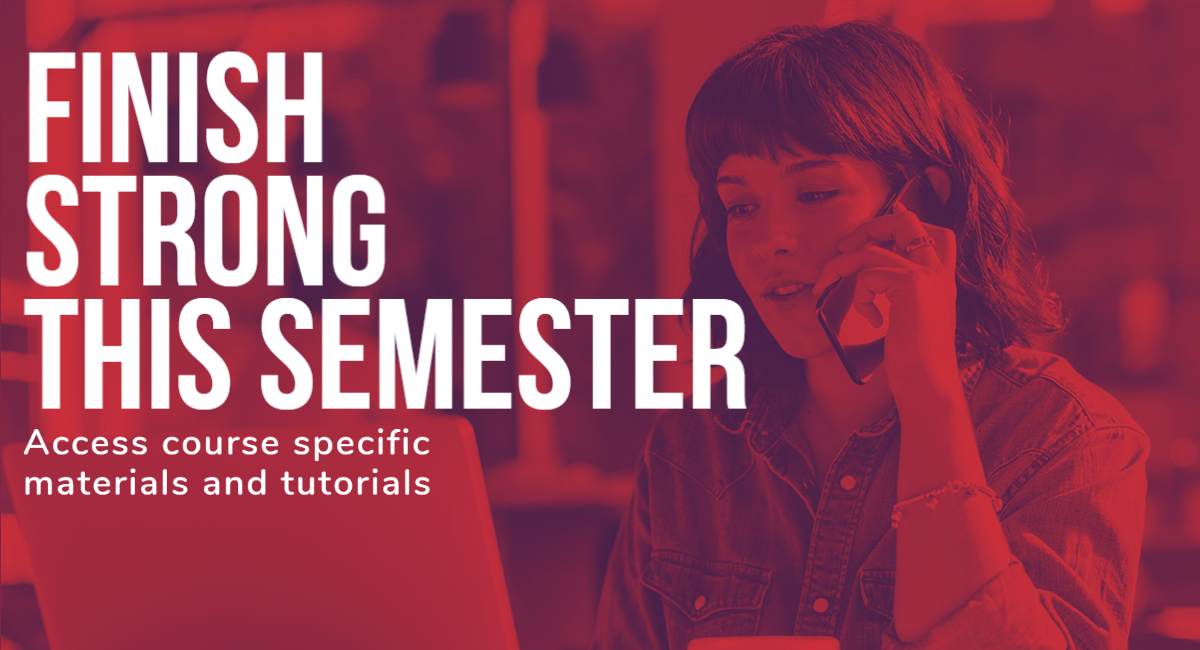 FINISH
STRONG
THIS SEMESTER
Access course specific
materials and tutorials